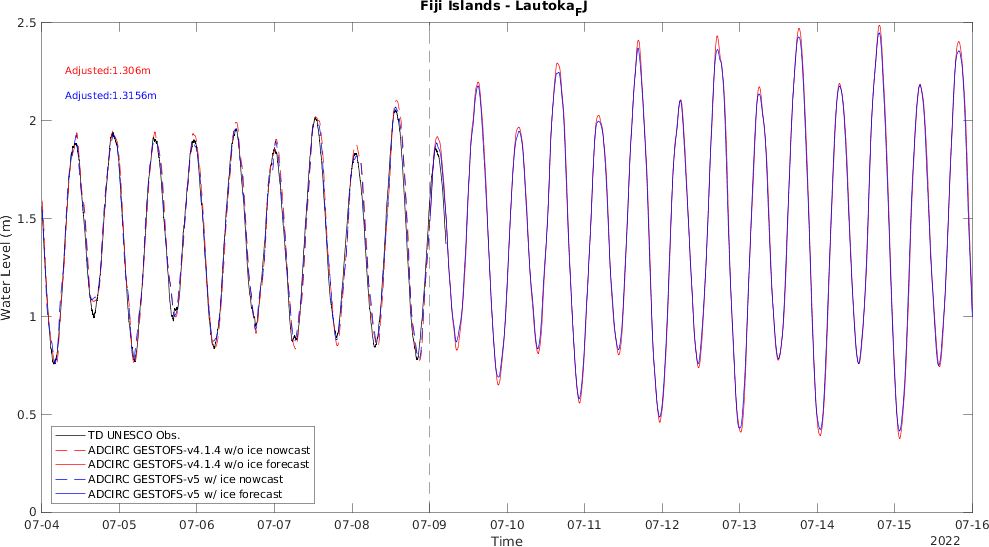 Fiji Islands - Lautoka_FJ
2.5
Adjusted:1.306m
Adjusted:1.3156m
2
1.5
Water Level (m)
1
0.5
TD UNESCO Obs.
ADCIRC GESTOFS-v4.1.4 w/o ice nowcast
ADCIRC GESTOFS-v4.1.4 w/o ice forecast
ADCIRC GESTOFS-v5 w/ ice nowcast
ADCIRC GESTOFS-v5 w/ ice forecast
0
07-04 07-05 07-06 07-07 07-08 07-09 07-10 07-11 07-12 07-13 07-14 07-15 07-16
Time
2022